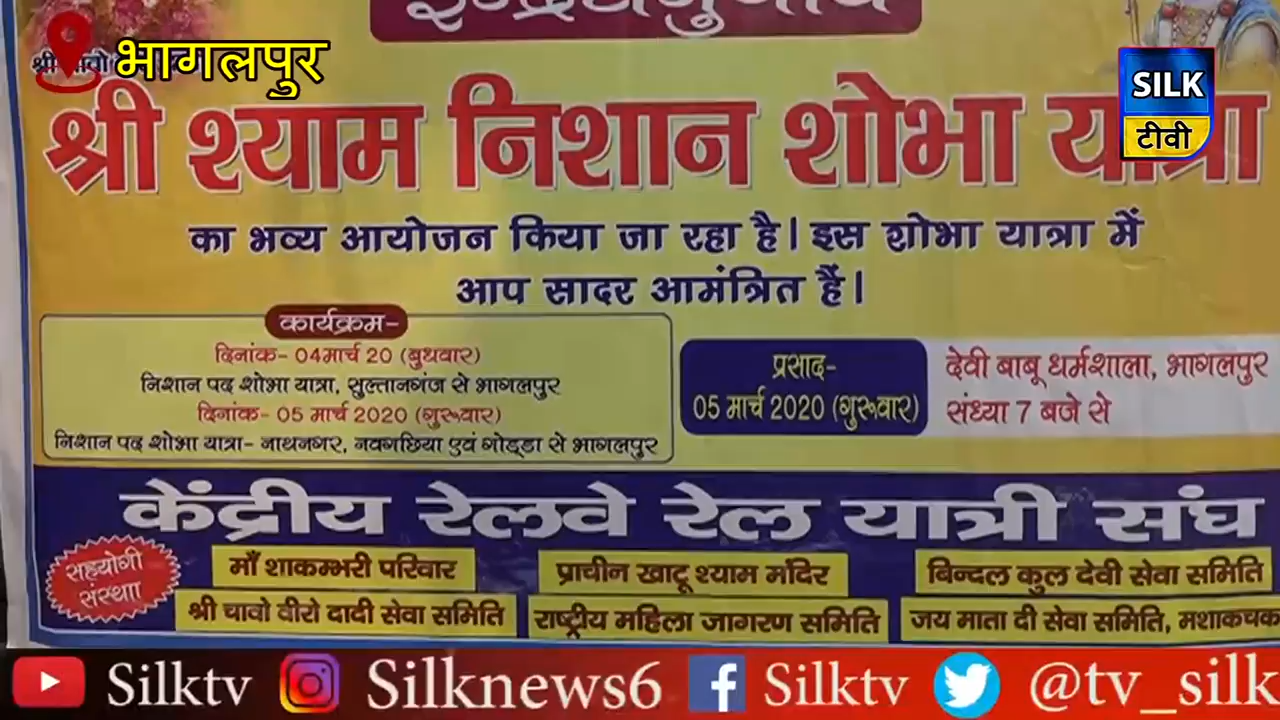 भागलपुर
SILK
टीवी
श्री श्याम निशान शोभा यात्रा
का भव्य आयोजन किया जा रहा है। इस शोभा यात्रा में
आप सादर आमंत्रित हैं।
कार्यक्रम-
दिनांक- 04मार्च 20 (बुधवार)
निशान पद शोभा यात्रा, सुल्तानगंज से भागलपुर
दिनांक- 05 मार्च 2020 (गुरूवार)
निशान पद शोभा यात्रा- नाथनगर, नवगछिया एवं गोड्डा से भागलपुर
प्रसाद-
05 मार्च 2020 (गुरूवार)
देवी बाबू धर्मशाला, भागलपुर
संध्या 7 बजे से
केंद्रीय रेलवे रेल यात्री संघ
सहयोगी
संस्था
माँ शाकम्भरी परिवार
प्राचीन खाटू श्याम मंदिर
बिन्दल कुल देवी सेवा समिति
श्री चावो वीरो दादी सेवा समिति
राष्ट्रीय महिला जागरण समिति
जय माता दी सेवा समिति, मशाकचक
Silktv
Silknews6
Silktv
@tv_silk